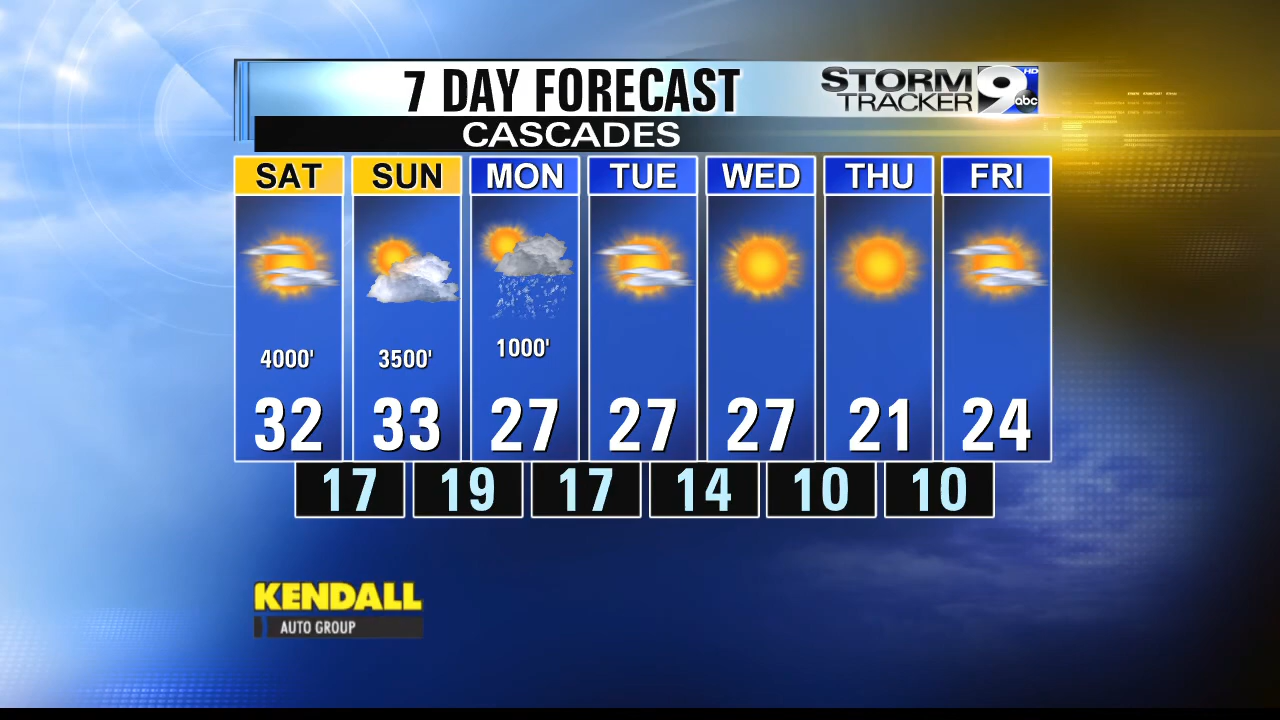 7 DAY FORECAST
STORM TRACKER 9 HD abc
CASCADES
SAT SUN MON TUE WED THU FRI
4000' 3500' 1000'
32 33 27 27 27 21 24
17 19 17 14 10 10
KENDALL
AUTO GROUP